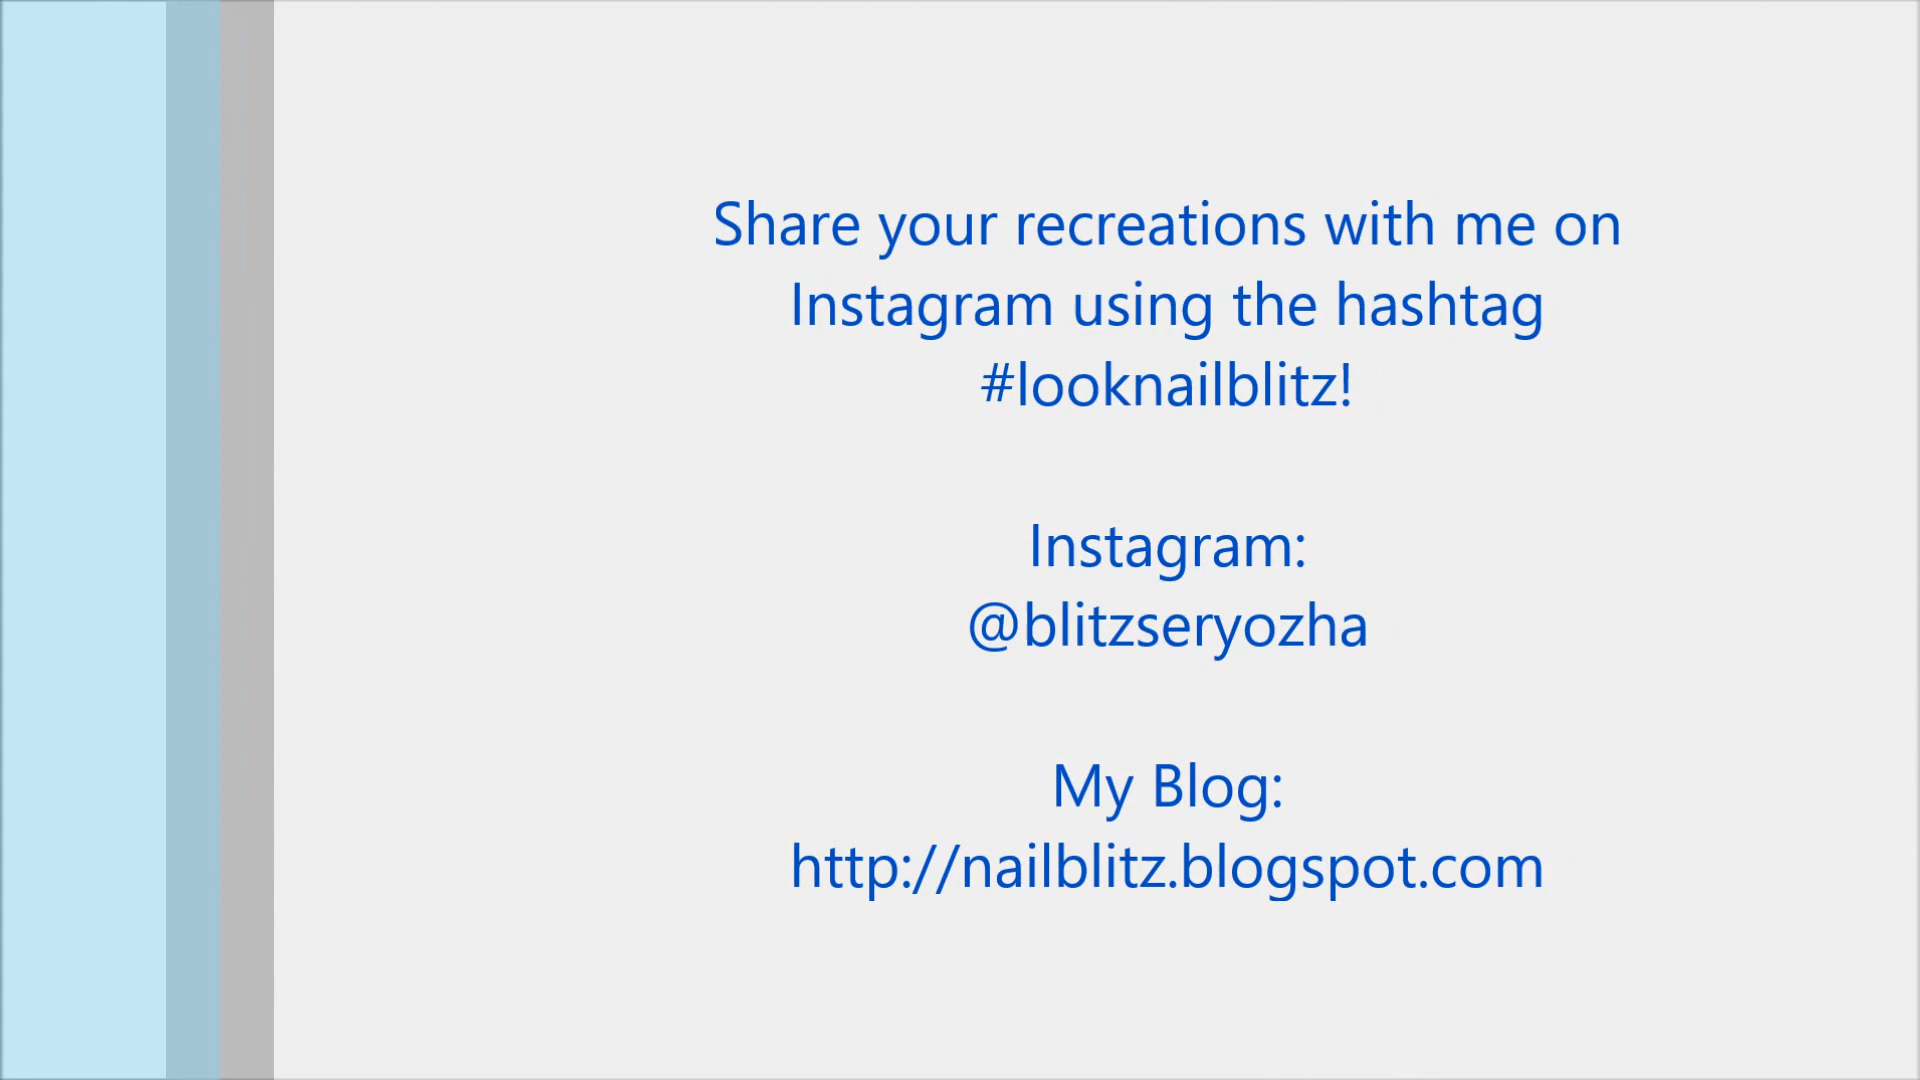 Share your recreations with me on
Instagram using the hashtag
#looknailblitz!
Instagram:
@blitzseryozha
My Blog:
http://nailblitz.blogspot.com